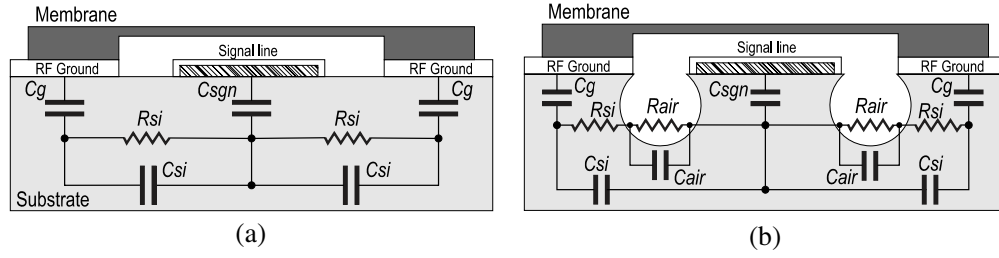 Membrane
Signal line
RF Ground
RF Ground
Cg
Csgn
Cg
Rsi
Rsi
Csi
Csi
Substrate
(a)
Membrane
Signal line
RF Ground
RF Ground
Cg
Csgn
Cg
Rsi
Rair
Rair
Rsi
Csi
Cair
Cair
Csi
Substrate
(b)